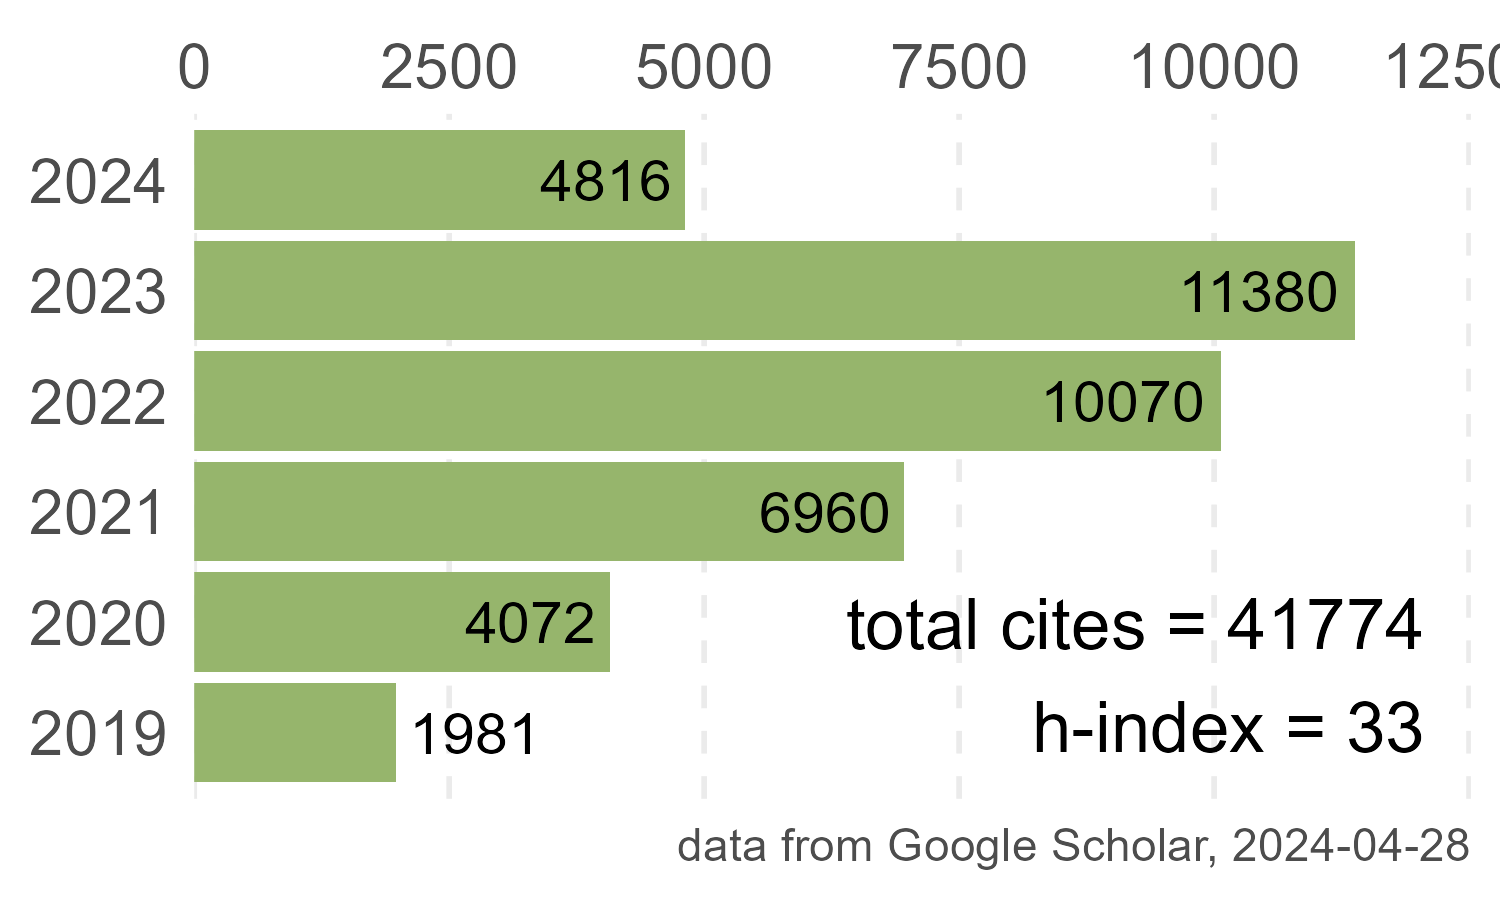 0 2500 5000 7500 10000 1250
2024 4816
2023 11380
2022 10070
2021 6960
2020 4072 total cites = 41774
2019 1981 h-index = 33
data from Google Scholar, 2024-04-28